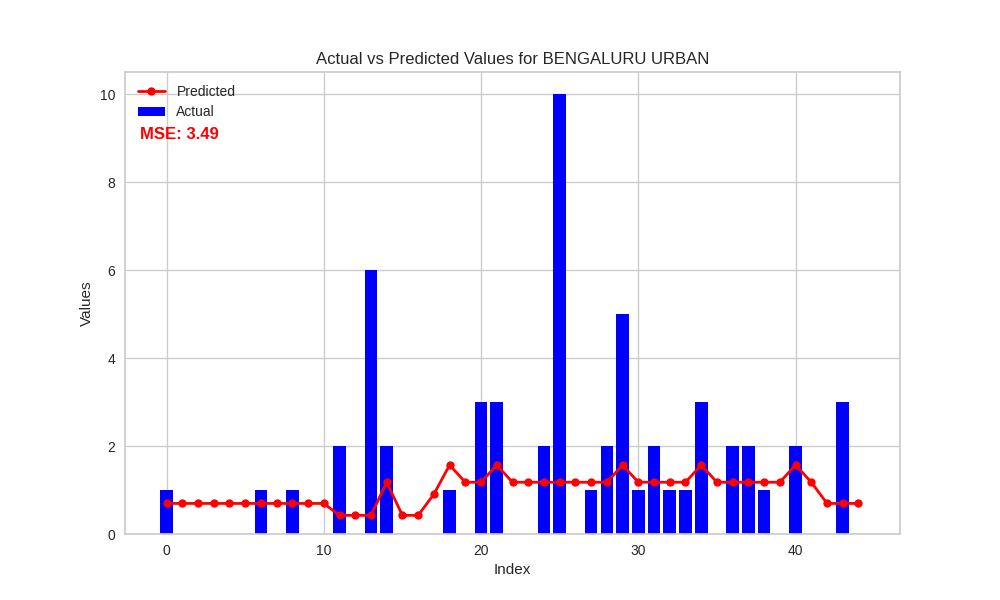 Actual vs Predicted Values for BENGALURU URBAN
Predicted
Actual
MSE: 3.49
10
8
6
4
2
0
Values
0 10 20 30 40
Index